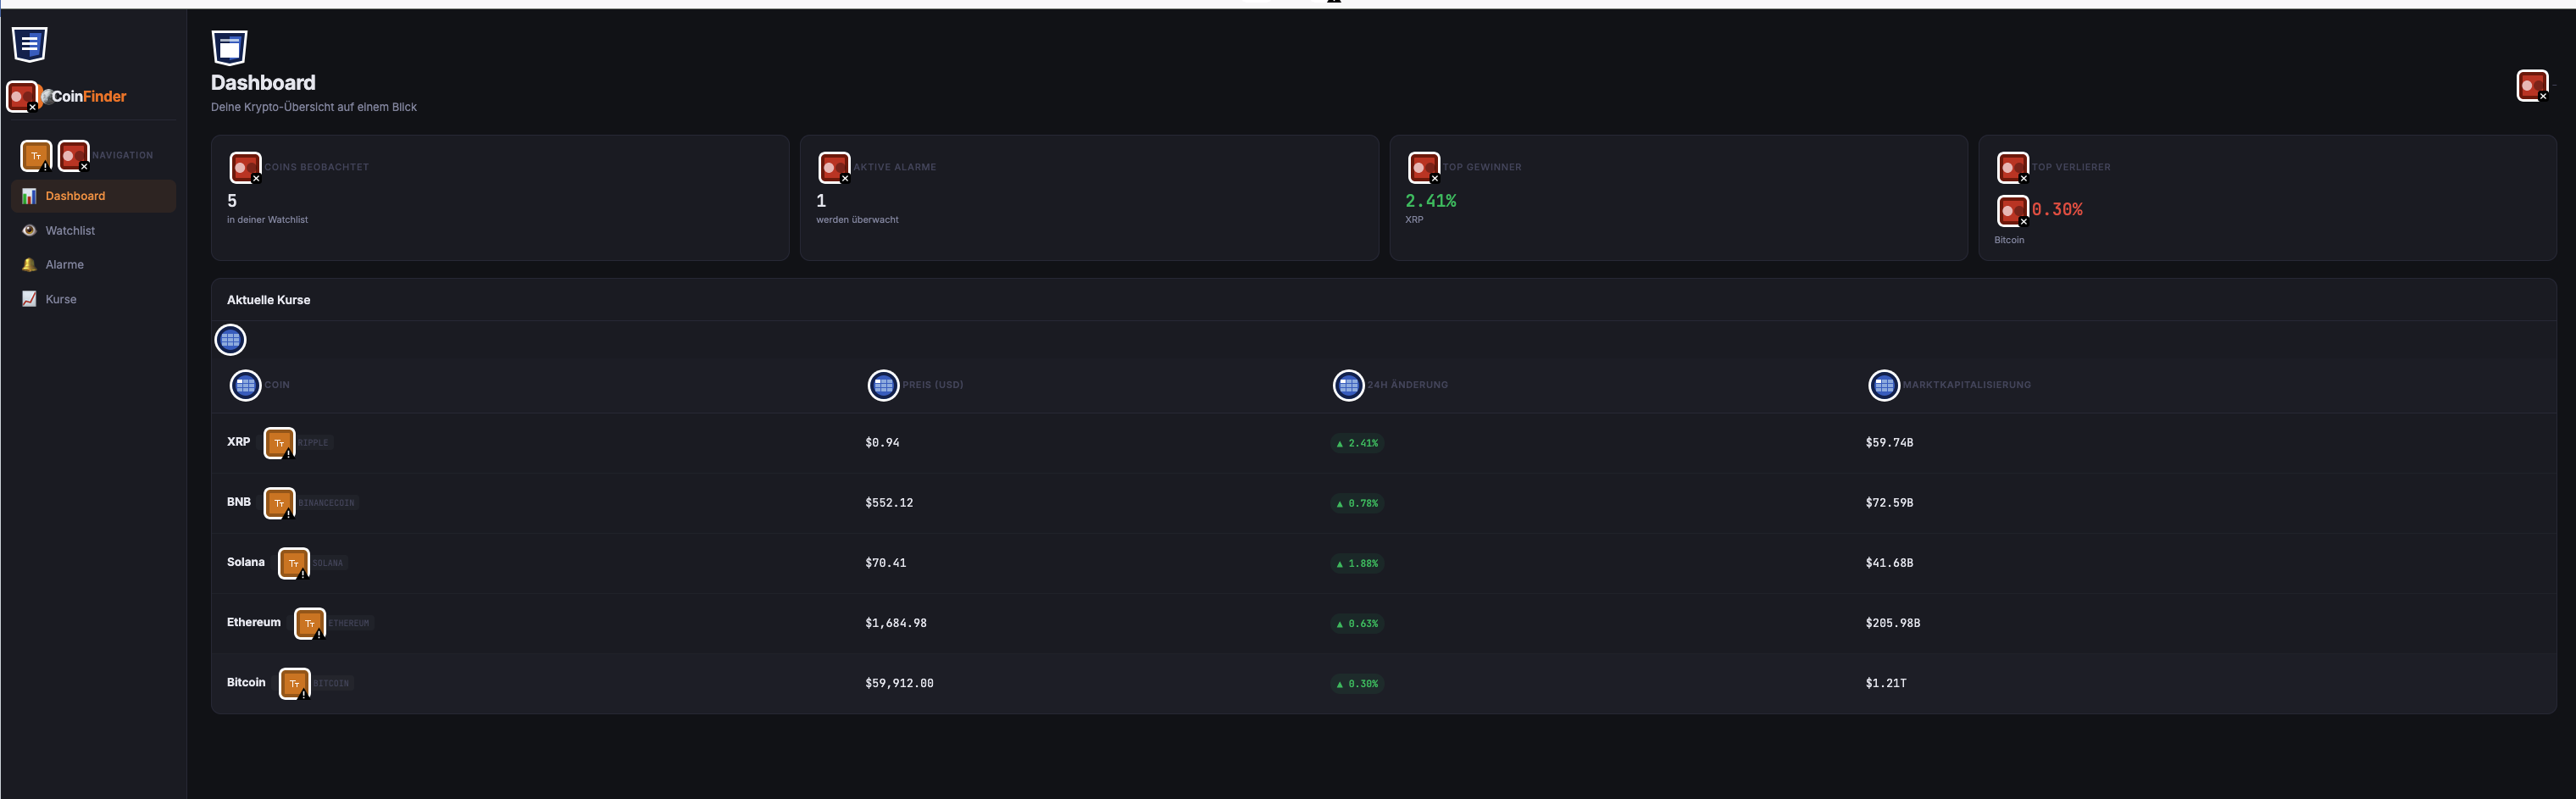 CoinFinder
NAVIGATION
Dashboard
Watchlist
Alarme
Kurse
Dashboard
Deine Krypto-Übersicht auf einem Blick
COINS BEOBACHTET
5
in deiner Watchlist
AKTIVE ALARME
1
werden überwacht
TOP GEWINNER
2.41%
XRP
TOP VERLIERER
0.30%
Bitcoin
Aktuelle Kurse
COIN PREIS (USD) 24H ÄNDERUNG MARKTKAPITALISIERUNG
XRP RIPPLE $0.94 ▲ 2.41% $59.74B
BNB BINANCECOIN $552.12 ▲ 0.78% $72.59B
Solana SOLANA $70.41 ▲ 1.88% $41.68B
Ethereum ETHEREUM $1,684.98 ▲ 0.63% $205.98B
Bitcoin BITCOIN $59,912.00 ▲ 0.30% $1.21T